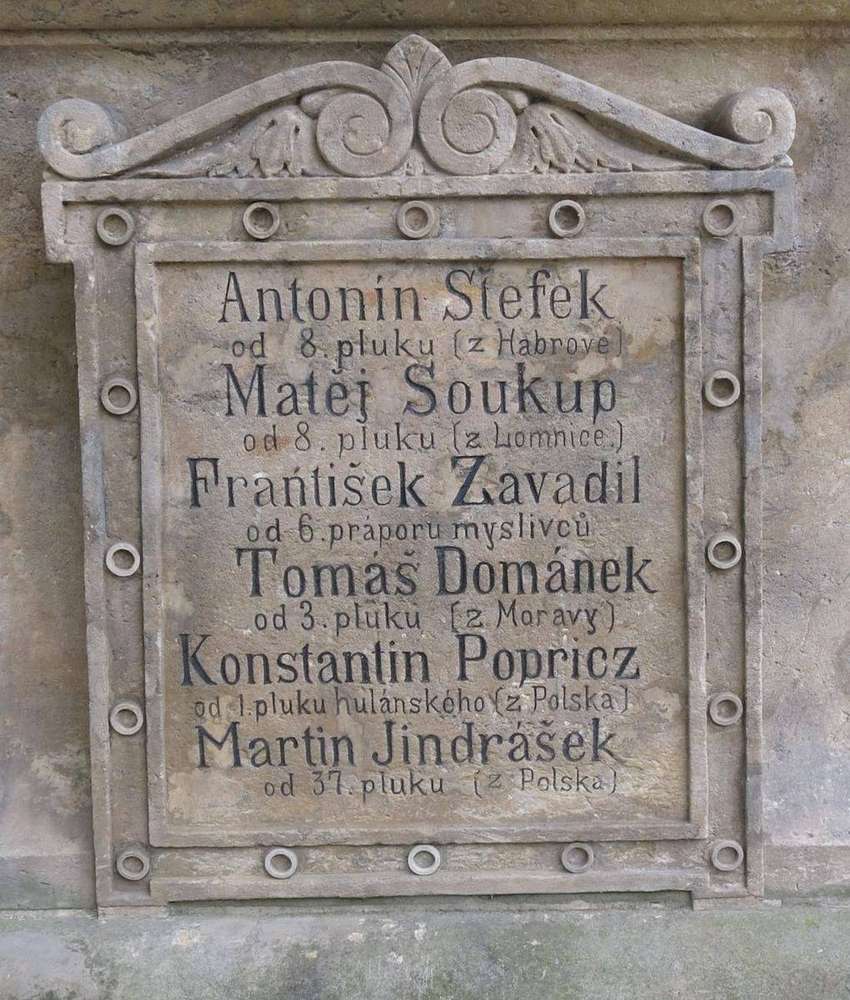 Antonín Štefek
od 8. pluku (z Habrové)
Matěj Soukup
od 8. pluku (z Lomnice.)
František Zavadil
od 6. práporu myslivců
Tomáš Dománek
od 3. pluku (z Moravy)
Konstantin Popricz
od 1. pluku hulánského (z Polska)
Martin Jindrášek
od 37. pluku (z Polska)